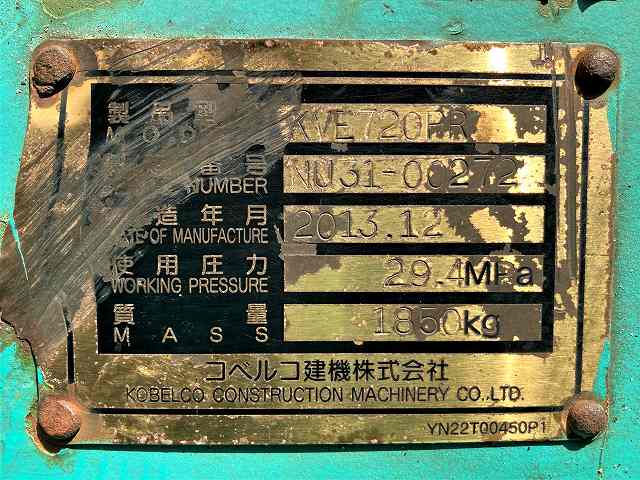 製品型 KVE720PR
号 NU31-00272
NUMBER
造年月 2013.12
OF MANUFACTURE
使用圧力 29.4MPa
WORKING PRESSURE
質量 1850kg
MASS
コベルコ建機株式会社
KOBELCO CONSTRUCTION MACHINERY CO.,LTD.
YN22T00450P1